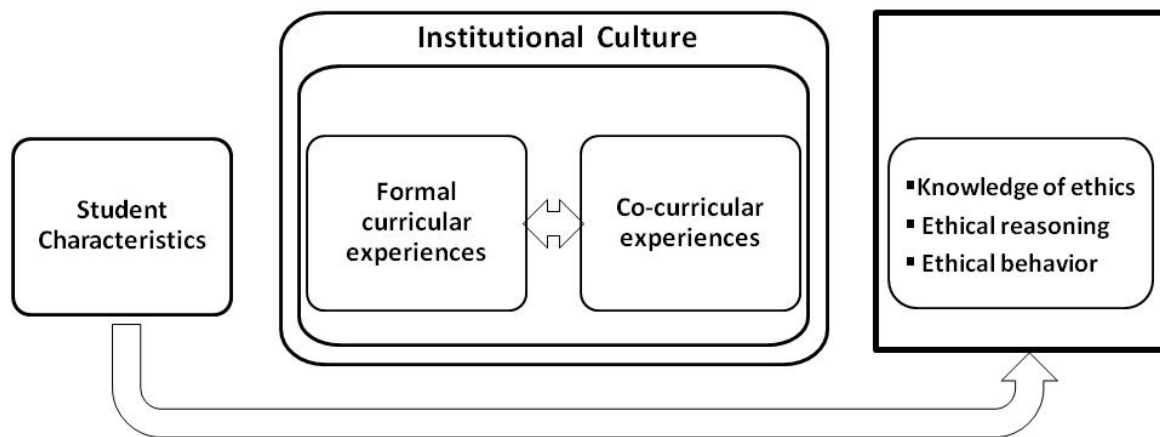 Institutional Culture
Student
Characteristics
Formal
curricular
experiences
Co-curricular
experiences
▪Knowledge of ethics
▪ Ethical reasoning
▪ Ethical behavior